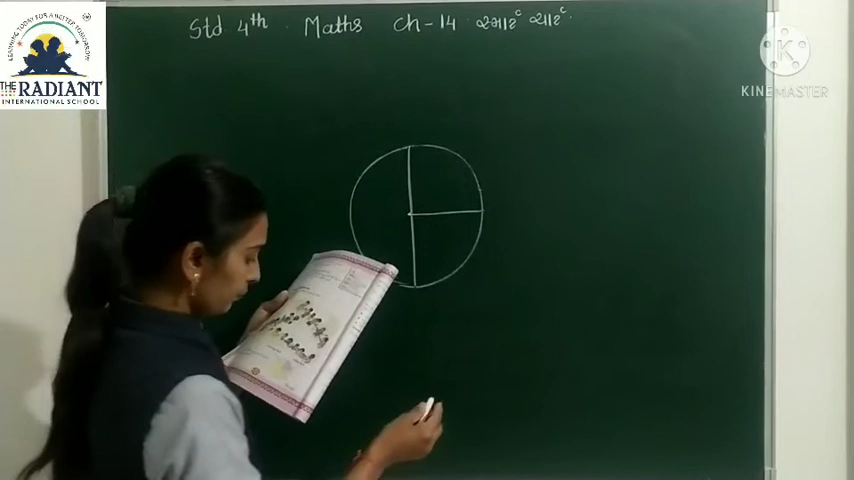 Std 4th . Maths Ch - 14 સ્માર્ટ ચાર્ટ.
LEARNING TODAY FOR A BETTER TOMORROW
THE RADIANT
INTERNATIONAL SCHOOL
K
KINEMASTER